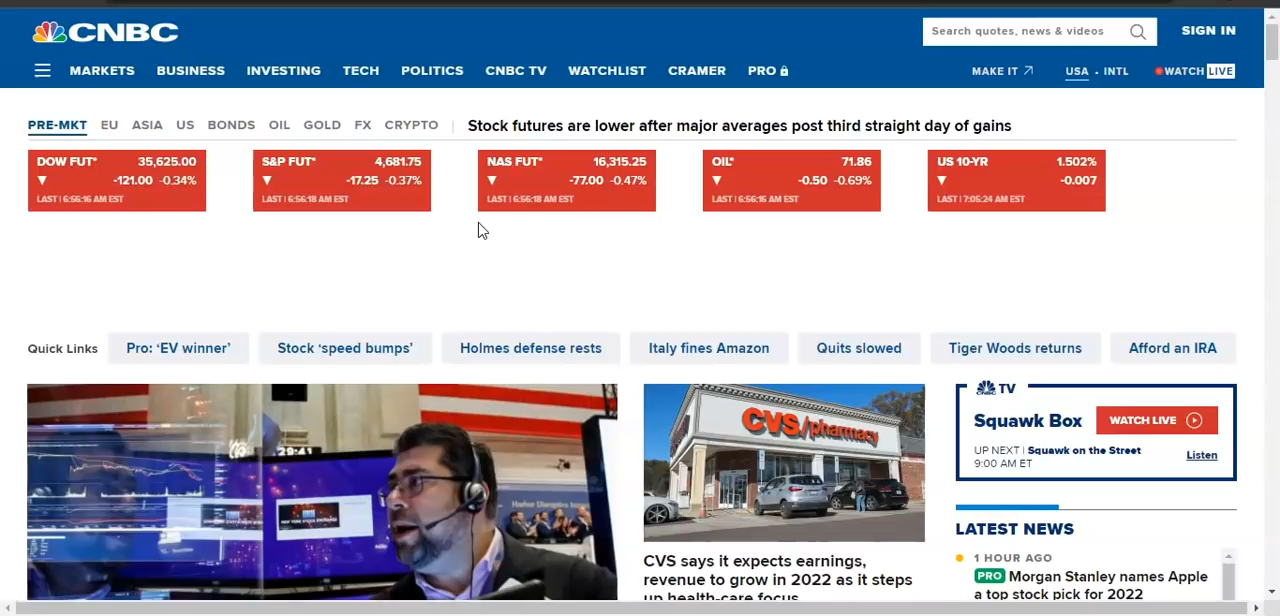 CNBC
Search quotes, news & videos
SIGN IN
MARKETS BUSINESS INVESTING TECH POLITICS CNBC TV WATCHLIST CRAMER PRO
MAKE IT USA • INTL WATCH LIVE
PRE-MKT EU ASIA US BONDS OIL GOLD FX CRYPTO
Stock futures are lower after major averages post third straight day of gains
DOW FUT* 35,625.00
▼ -121.00 -0.34%
LAST | 6:56:16 AM EST
S&P FUT* 4,681.75
▼ -17.25 -0.37%
LAST | 6:56:18 AM EST
NAS FUT* 16,315.25
▼ -77.00 -0.47%
LAST | 6:56:18 AM EST
OIL* 71.86
▼ -0.50 -0.69%
LAST | 6:56:16 AM EST
US 10-YR 1.502%
▼ -0.007
LAST | 7:05:24 AM EST
Quick Links
Pro: ‘EV winner’
Stock ‘speed bumps’
Holmes defense rests
Italy fines Amazon
Quits slowed
Tiger Woods returns
Afford an IRA
29:41
CVS/pharmacy
CVS says it expects earnings,
revenue to grow in 2022 as it steps
up health-care focus
TV
Squawk Box
WATCH LIVE
UP NEXT | Squawk on the Street
9:00 AM ET
Listen
LATEST NEWS
1 HOUR AGO
PRO Morgan Stanley names Apple
a top stock pick for 2022